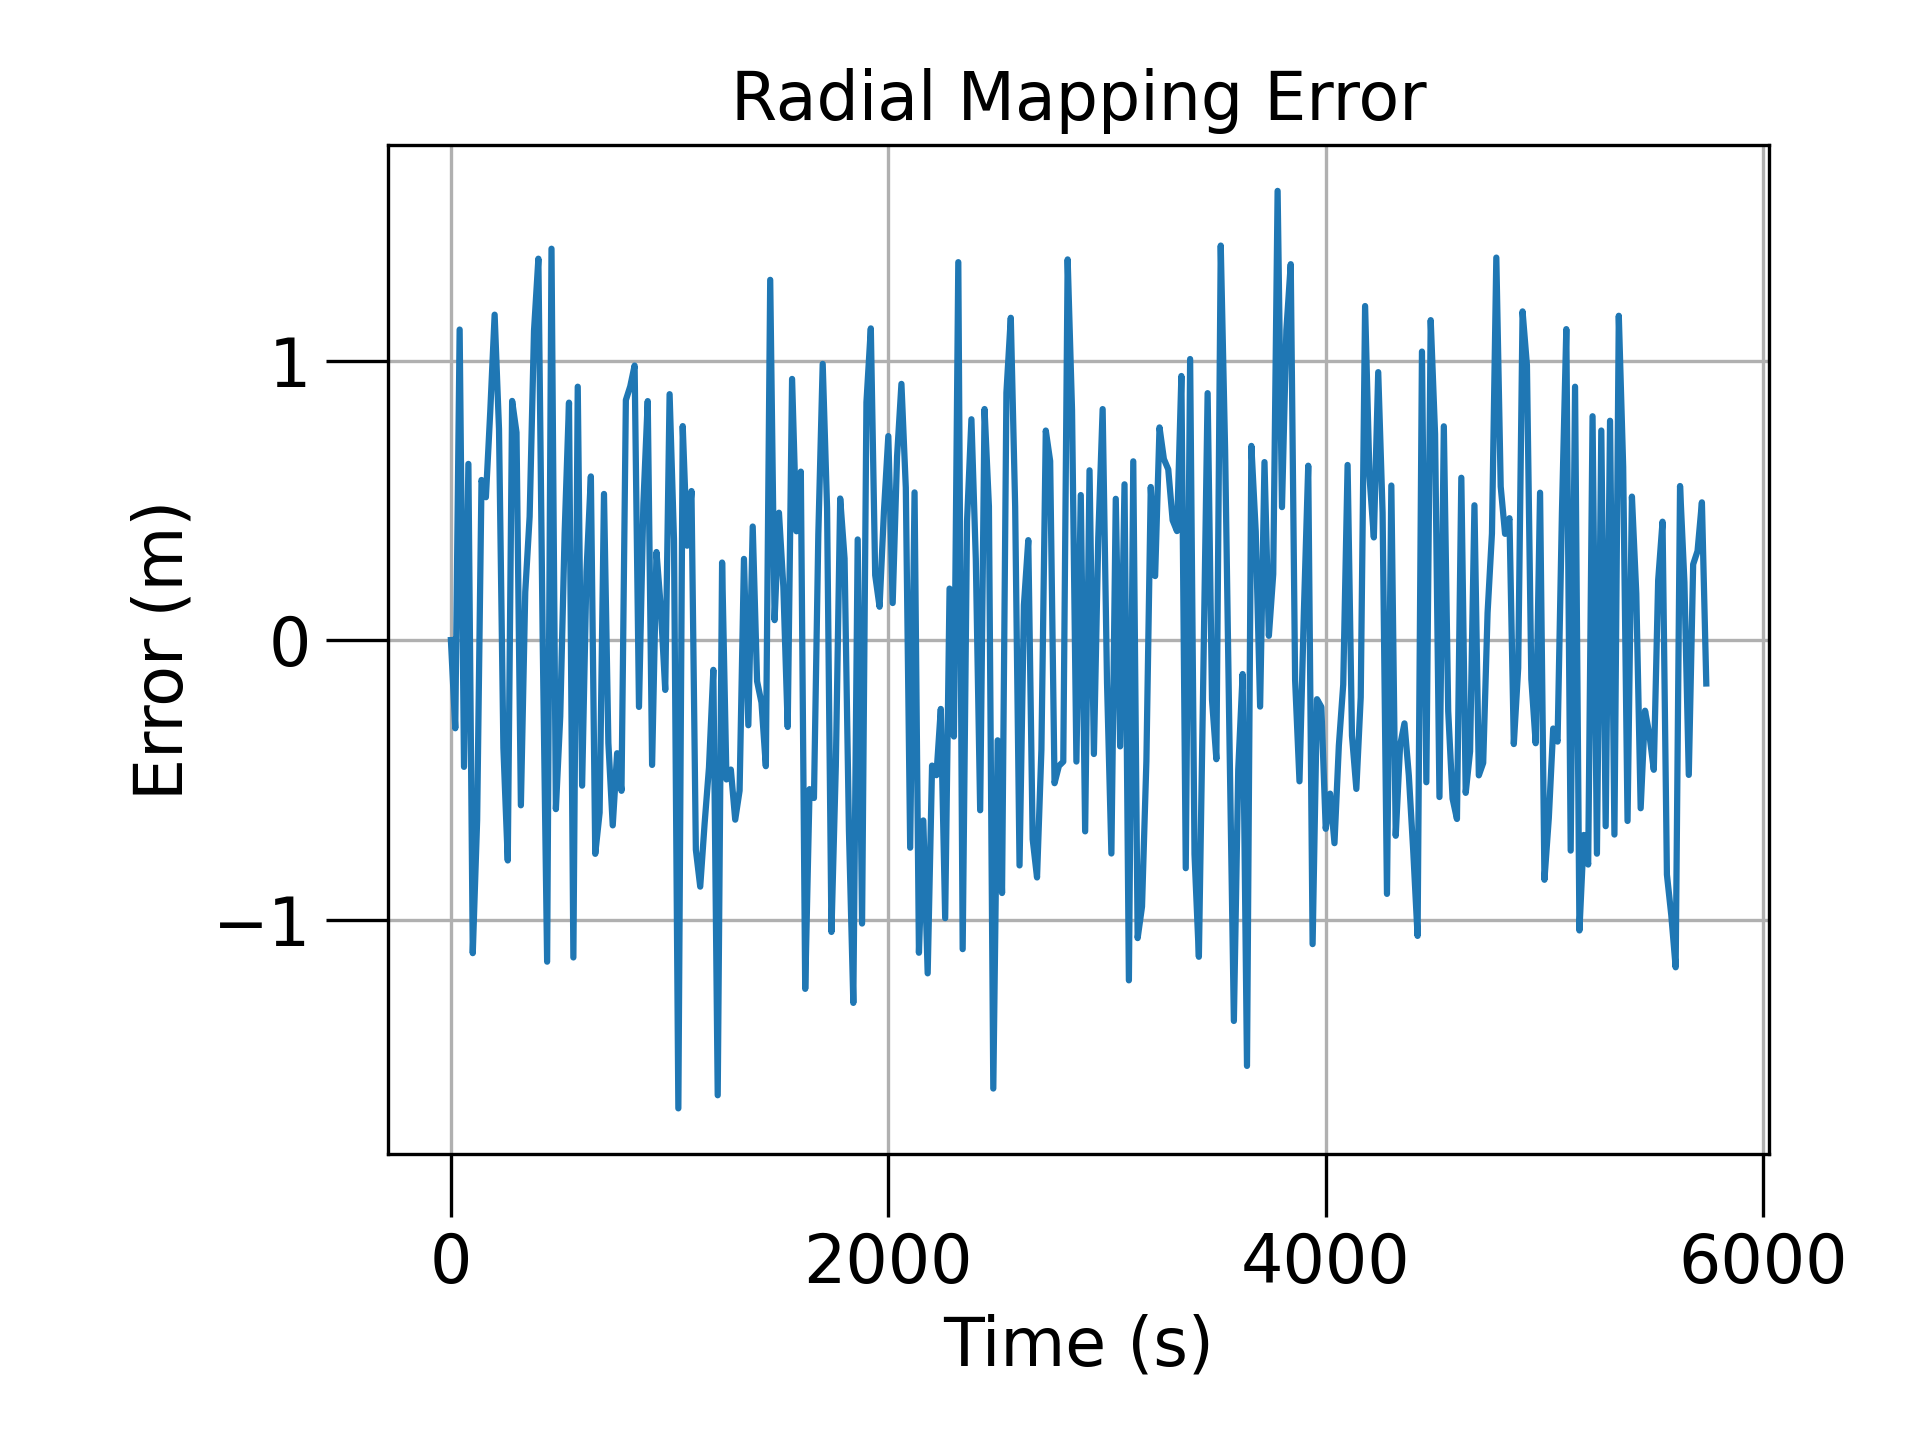 Radial Mapping Error
Error (m)
1
0
−1
0 2000 4000 6000
Time (s)